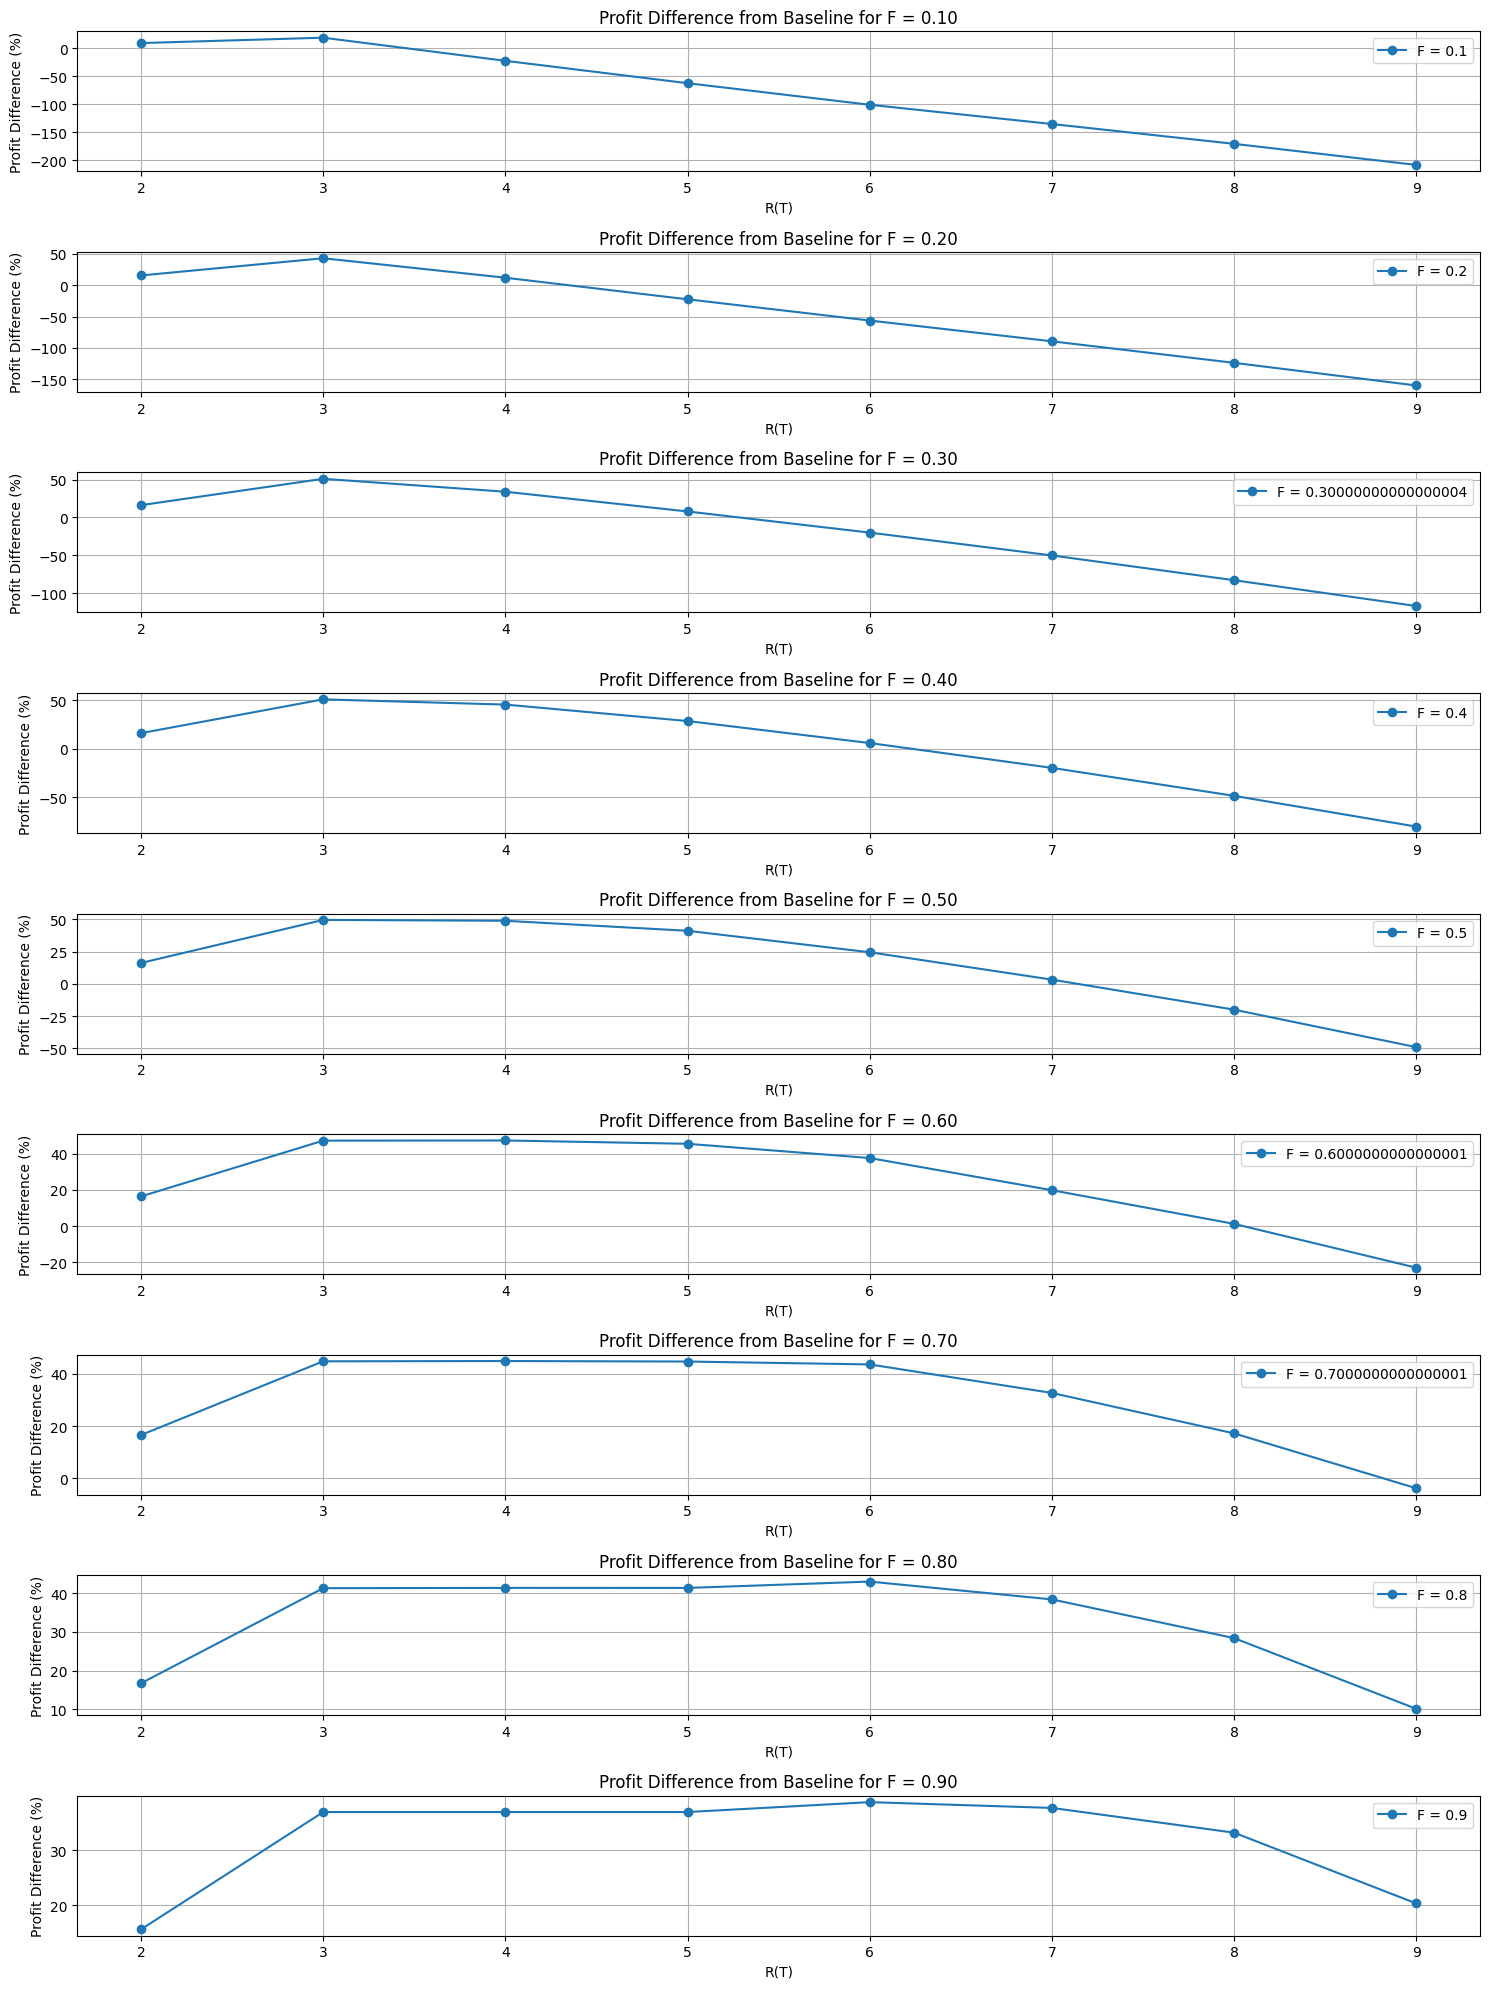 Profit Difference from Baseline for F = 0.10
Profit Difference (%)
0
−50
−100
−150
−200
F = 0.1
2 3 4 5 6 7 8 9
R(T)
Profit Difference from Baseline for F = 0.20
Profit Difference (%)
50
0
−50
−100
−150
F = 0.2
2 3 4 5 6 7 8 9
R(T)
Profit Difference from Baseline for F = 0.30
Profit Difference (%)
50
0
−50
−100
F = 0.30000000000000004
2 3 4 5 6 7 8 9
R(T)
Profit Difference from Baseline for F = 0.40
Profit Difference (%)
50
0
−50
F = 0.4
2 3 4 5 6 7 8 9
R(T)
Profit Difference from Baseline for F = 0.50
Profit Difference (%)
50
25
0
−25
−50
F = 0.5
2 3 4 5 6 7 8 9
R(T)
Profit Difference from Baseline for F = 0.60
Profit Difference (%)
40
20
0
−20
F = 0.6000000000000001
2 3 4 5 6 7 8 9
R(T)
Profit Difference from Baseline for F = 0.70
Profit Difference (%)
40
20
0
F = 0.7000000000000001
2 3 4 5 6 7 8 9
R(T)
Profit Difference from Baseline for F = 0.80
Profit Difference (%)
40
30
20
10
F = 0.8
2 3 4 5 6 7 8 9
R(T)
Profit Difference from Baseline for F = 0.90
Profit Difference (%)
30
20
F = 0.9
2 3 4 5 6 7 8 9
R(T)